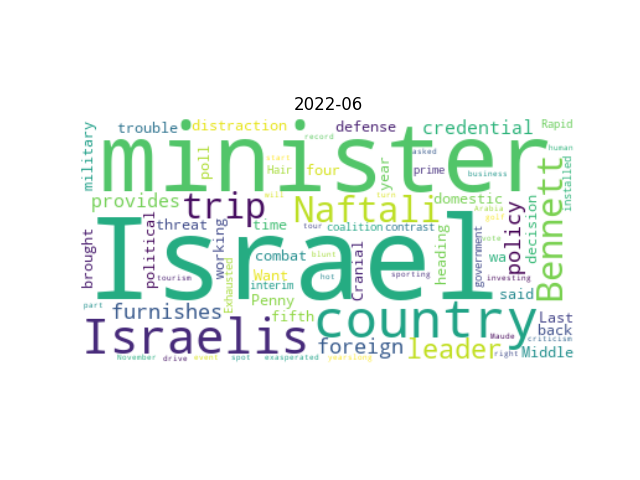 2022-06
military
trouble
distraction
record
defense
credential
Rapid
minister
poll
start
Hair
four
year
asked
prime
business
human
installed
provides
trip
Naftali
will
turn
domestic
Arabia
golf
Bennett
brought
political
threat
working
time
tour
coalition
contrast
heading
government
vote
policy
decision
wa
Israel
tourism
Exhausted
combat
blunt
Cranial
Want
hot
interim
sporting
investing
said
part
furnishes
Penny
fifth
country
Maude
Last
back
criticism
Israelis
foreign
leader
right
Middle
November
drive
event
spot
exasperated
yearslong